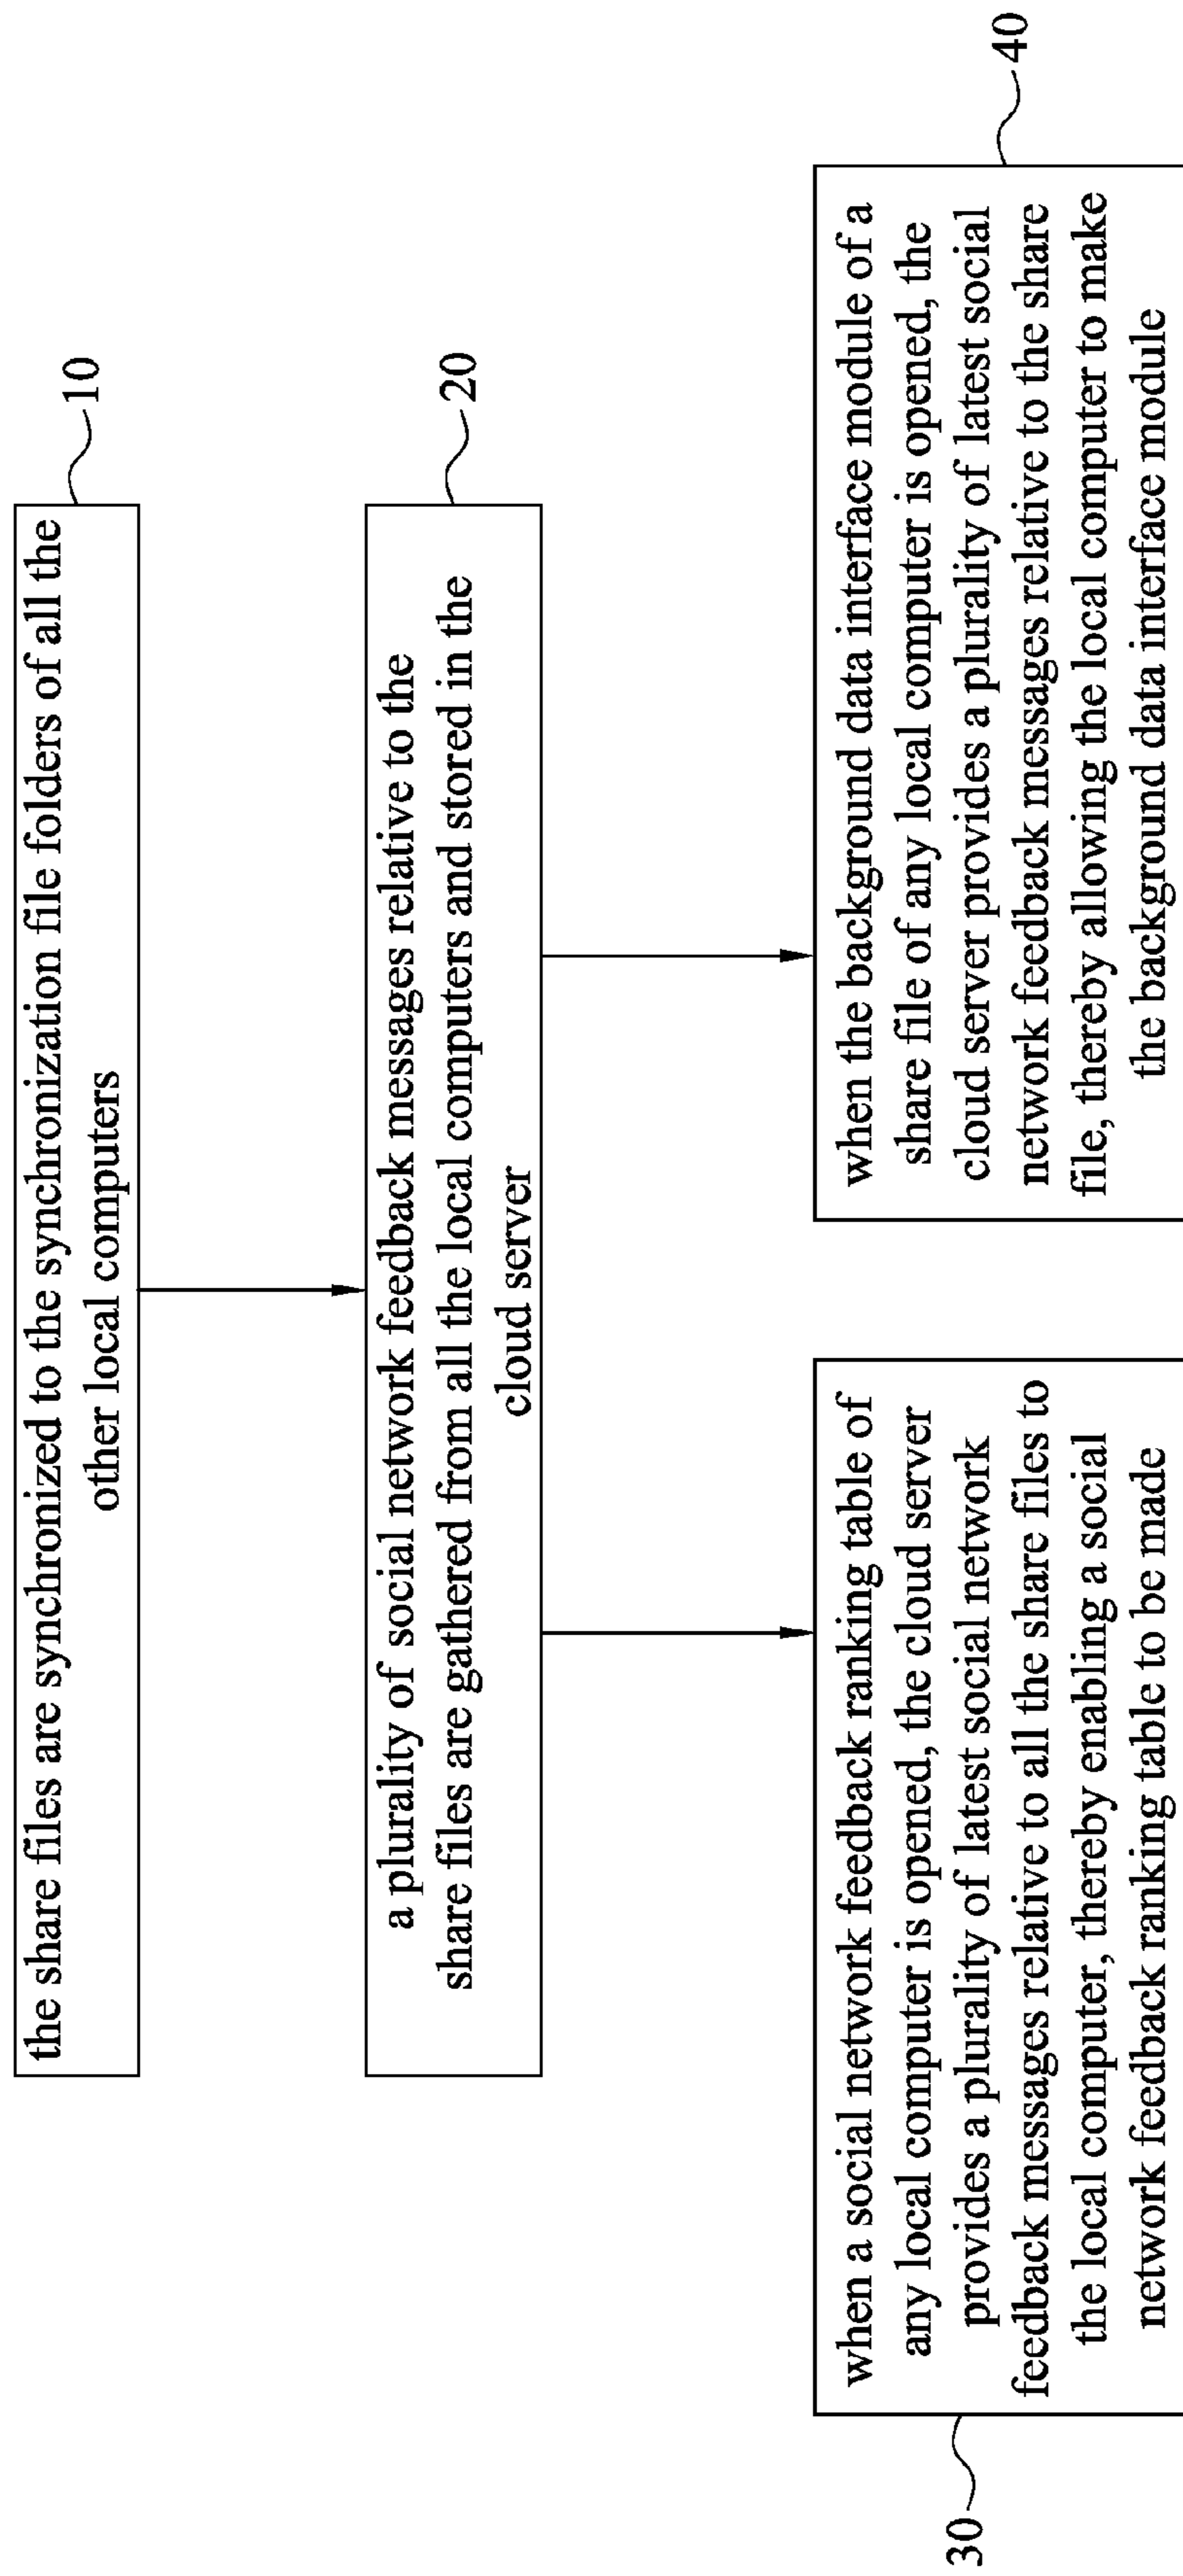 the share files are synchronized to the synchronization file folders of all the
other local computers
10
a plurality of social network feedback messages relative to the
share files are gathered from all the local computers and stored in the
cloud server
20
when a social network feedback ranking table of
any local computer is opened, the cloud server
provides a plurality of latest social network
feedback messages relative to all the share files to
the local computer, thereby enabling a social
network feedback ranking table to be made
30
when the background data interface module of a
share file of any local computer is opened, the
cloud server provides a plurality of latest social
network feedback messages relative to the share
file, thereby allowing the local computer to make
the background data interface module
40